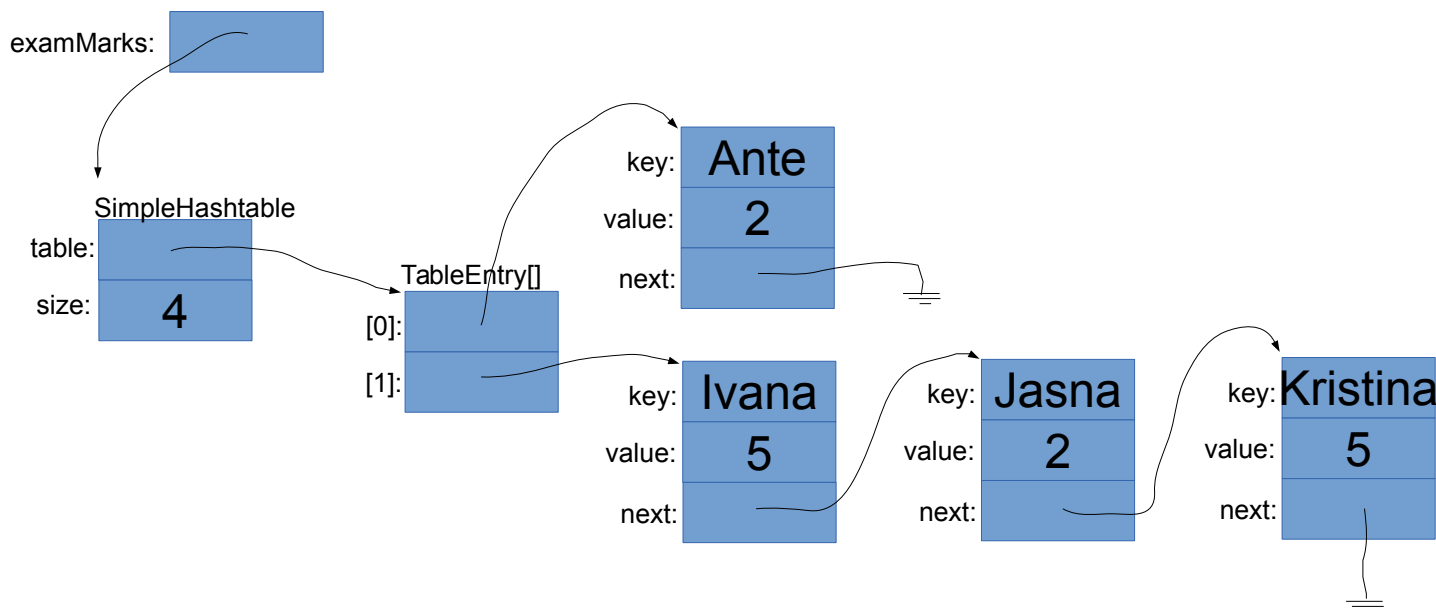 examMarks:
SimpleHashtable
table:
size: 4
TableEntry[]
[0]:
[1]:
key: Ante
value: 2
next:
key: Ivana
value: 5
next:
key: Jasna
value: 2
next:
key: Kristina
value: 5
next: